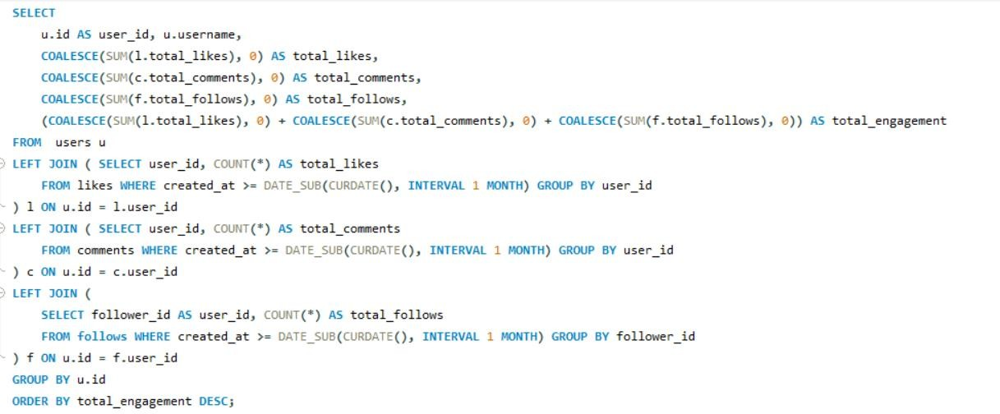 SELECT
    u.id AS user_id, u.username,
    COALESCE(SUM(l.total_likes), 0) AS total_likes,
    COALESCE(SUM(c.total_comments), 0) AS total_comments,
    COALESCE(SUM(f.total_follows), 0) AS total_follows,
    (COALESCE(SUM(l.total_likes), 0) + COALESCE(SUM(c.total_comments), 0) + COALESCE(SUM(f.total_follows), 0)) AS total_engagement
FROM  users u
LEFT JOIN ( SELECT user_id, COUNT(*) AS total_likes
    FROM likes WHERE created_at >= DATE_SUB(CURDATE(), INTERVAL 1 MONTH) GROUP BY user_id
) l ON u.id = l.user_id
LEFT JOIN ( SELECT user_id, COUNT(*) AS total_comments
    FROM comments WHERE created_at >= DATE_SUB(CURDATE(), INTERVAL 1 MONTH) GROUP BY user_id
) c ON u.id = c.user_id
LEFT JOIN (
    SELECT follower_id AS user_id, COUNT(*) AS total_follows
    FROM follows WHERE created_at >= DATE_SUB(CURDATE(), INTERVAL 1 MONTH) GROUP BY follower_id
) f ON u.id = f.user_id
GROUP BY u.id
ORDER BY total_engagement DESC;